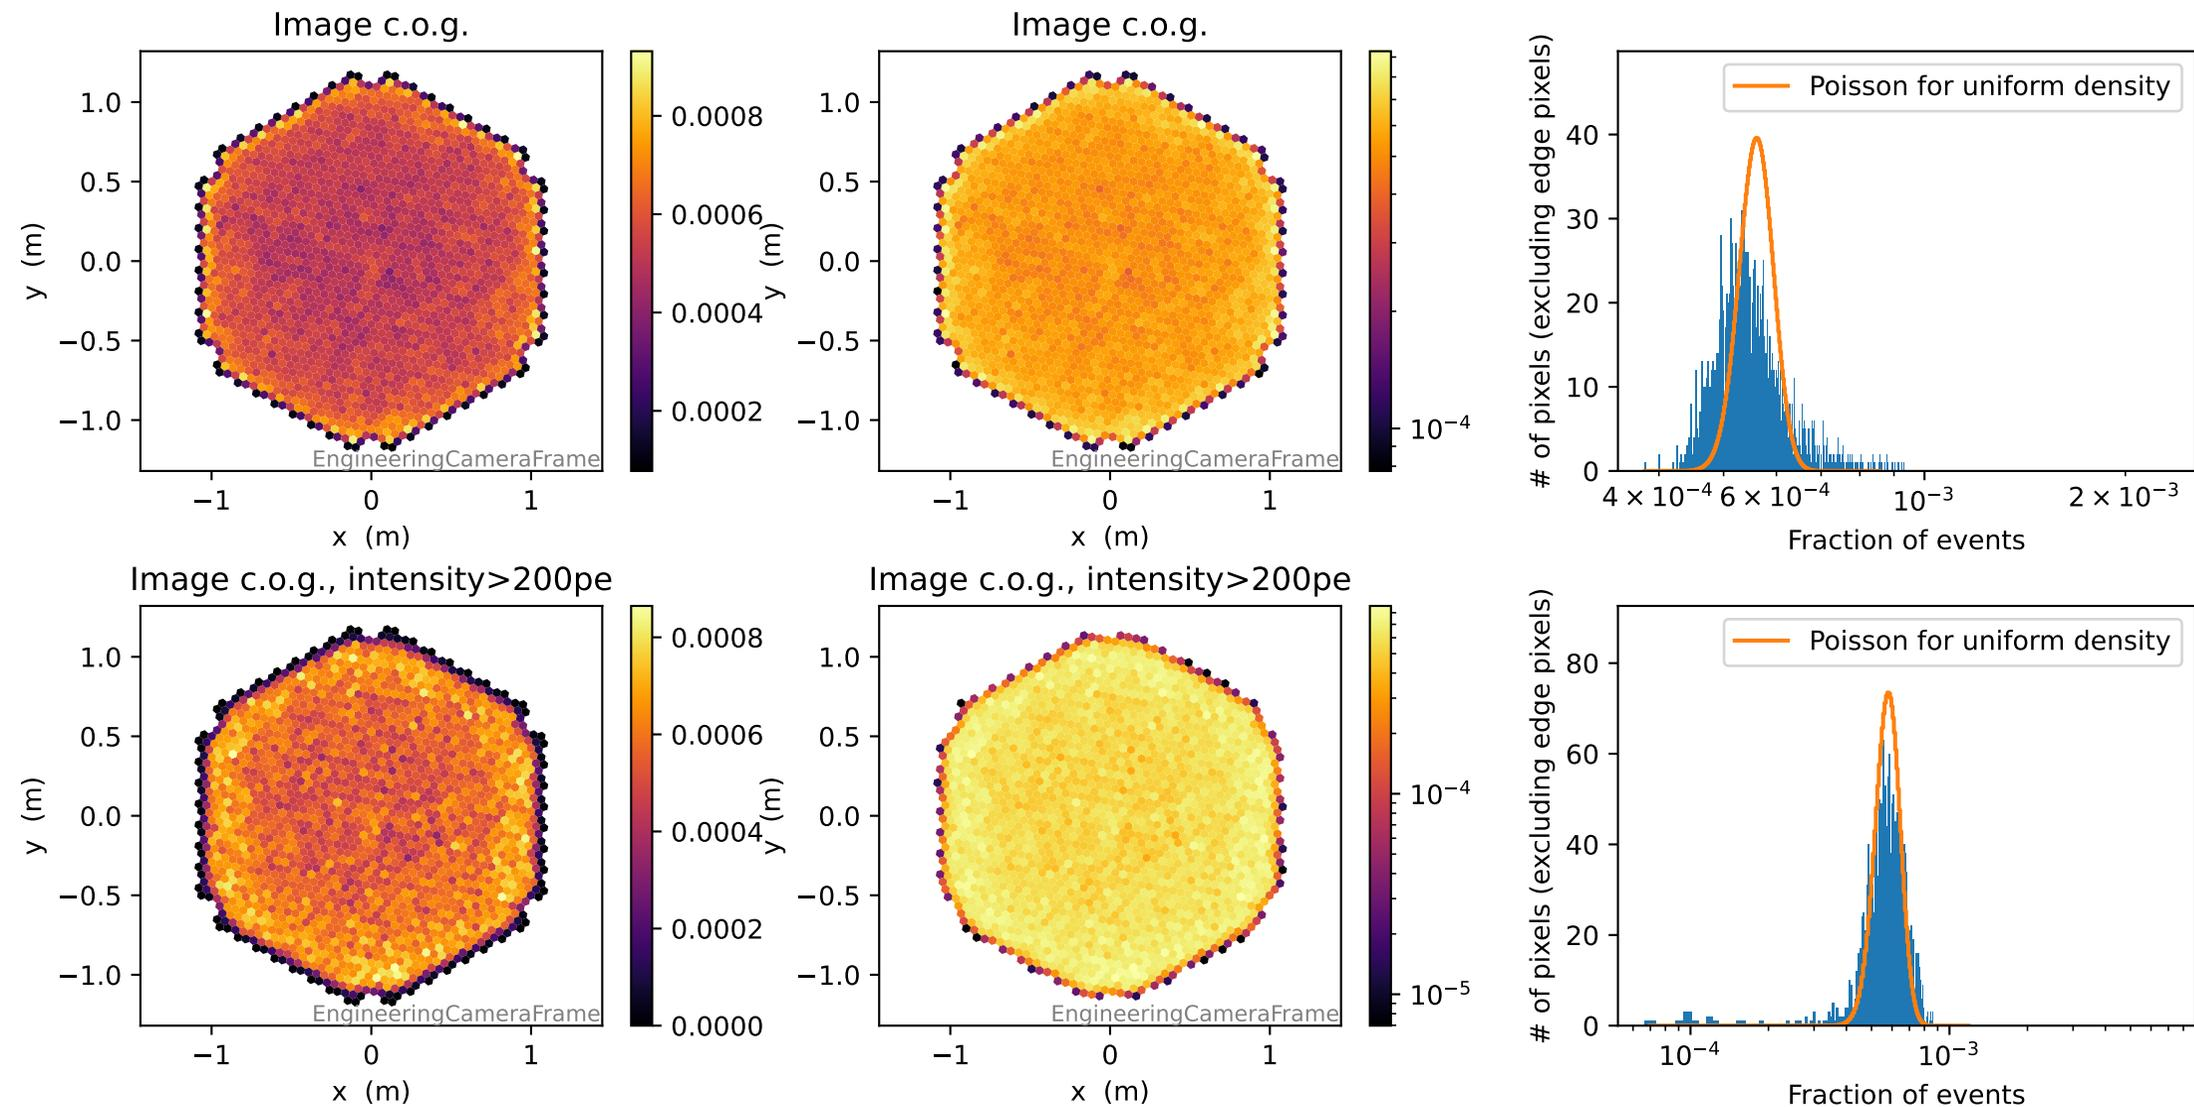 Image c.o.g.
1.0
0.5
0.0
−0.5
−1.0
y (m)
−1 0 1
x (m)
EngineeringCameraFrame
0.0008
0.0006
0.0004
0.0002
Image c.o.g.
1.0
0.5
0.0
−0.5
−1.0
y (m)
−1 0 1
x (m)
EngineeringCameraFrame
10⁻⁴
Poisson for uniform density
# of pixels (excluding edge pixels)
40
30
20
10
0
4 × 10⁻⁴ 6 × 10⁻⁴ 10⁻³ 2 × 10⁻³
Fraction of events
Image c.o.g., intensity>200pe
1.0
0.5
0.0
−0.5
−1.0
y (m)
−1 0 1
x (m)
EngineeringCameraFrame
0.0008
0.0006
0.0004
0.0002
0.0000
Image c.o.g., intensity>200pe
1.0
0.5
0.0
−0.5
−1.0
y (m)
−1 0 1
x (m)
EngineeringCameraFrame
10⁻⁴
10⁻⁵
Poisson for uniform density
# of pixels (excluding edge pixels)
80
60
40
20
0
10⁻⁴ 10⁻³
Fraction of events